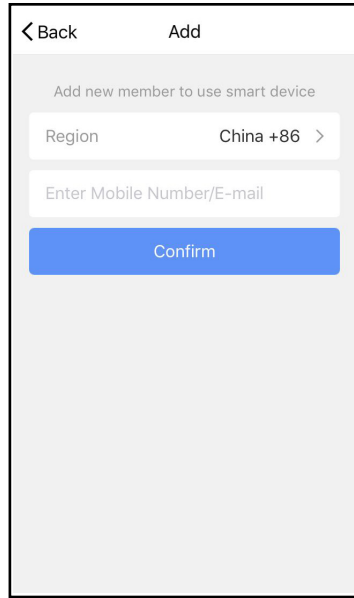 Back Add
Add new member to use smart device
Region China +86
Enter Mobile Number/E-mail
Confirm